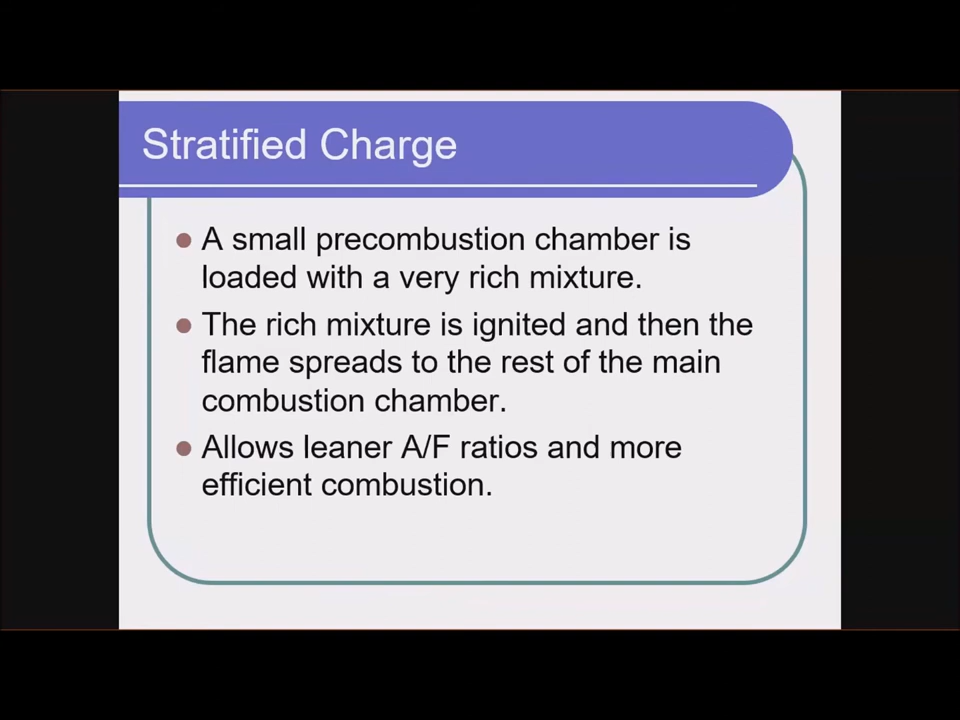 Stratified Charge
A small precombustion chamber is
loaded with a very rich mixture.
The rich mixture is ignited and then the
flame spreads to the rest of the main
combustion chamber.
Allows leaner A/F ratios and more
efficient combustion.